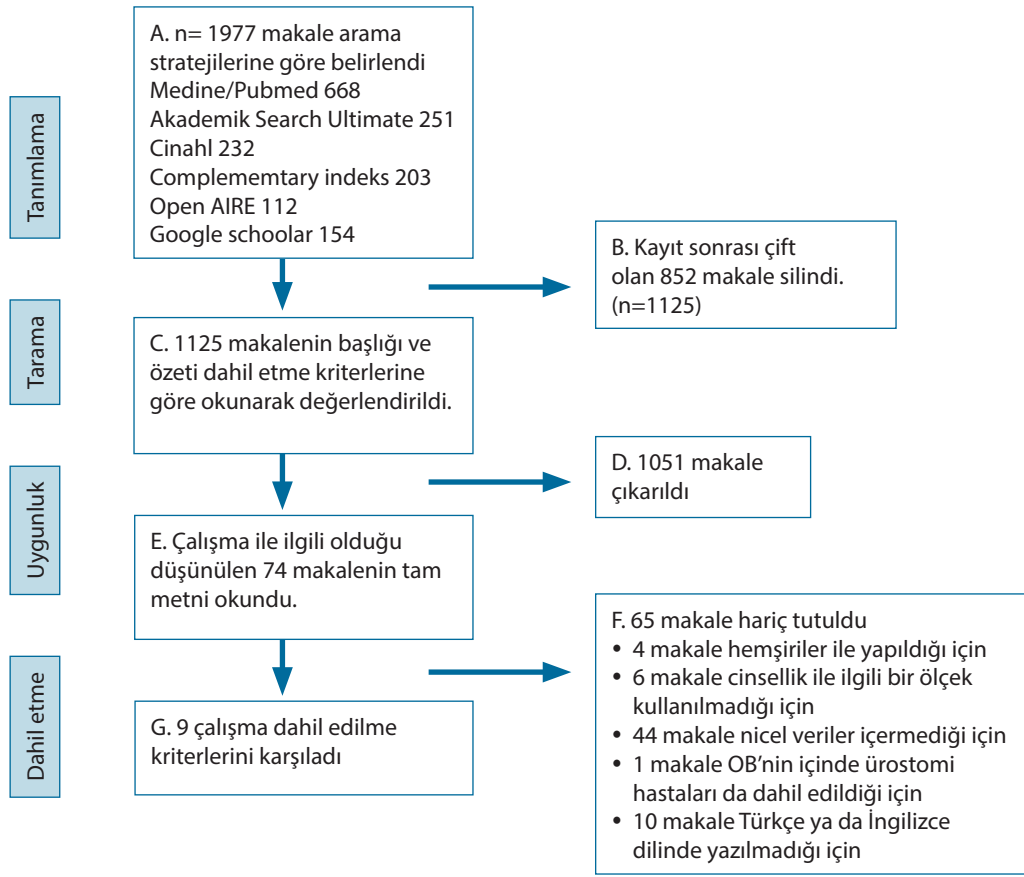 A. n= 1977 makale arama
stratejilerine göre belirlendi
Medine/Pubmed 668
Akademik Search Ultimate 251
Cinahl 232
Complememtary indeks 203
Open AIRE 112
Google schoolar 154
Tanımlama
B. Kayıt sonrası çift
olan 852 makale silindi.
(n=1125)
Tarama
C. 1125 makalenin başlığı ve
özeti dahil etme kriterlerine
göre okunarak değerlendirildi.
D. 1051 makale
çıkarıldı
Uygunluk
E. Çalışma ile ilgili olduğu
düşünülen 74 makalenin tam
metni okundu.
F. 65 makale hariç tutuldu
• 4 makale hemşiriler ile yapıldığı için
• 6 makale cinsellik ile ilgili bir ölçek
kullanılmadığı için
• 44 makale nicel veriler içermediği için
• 1 makale OB'nin içinde ürostomi
hastaları da dahil edildiği için
• 10 makale Türkçe ya da İngilizce
dilinde yazılmadığı için
Dahil etme
G. 9 çalışma dahil edilme
kriterlerini karşıladı